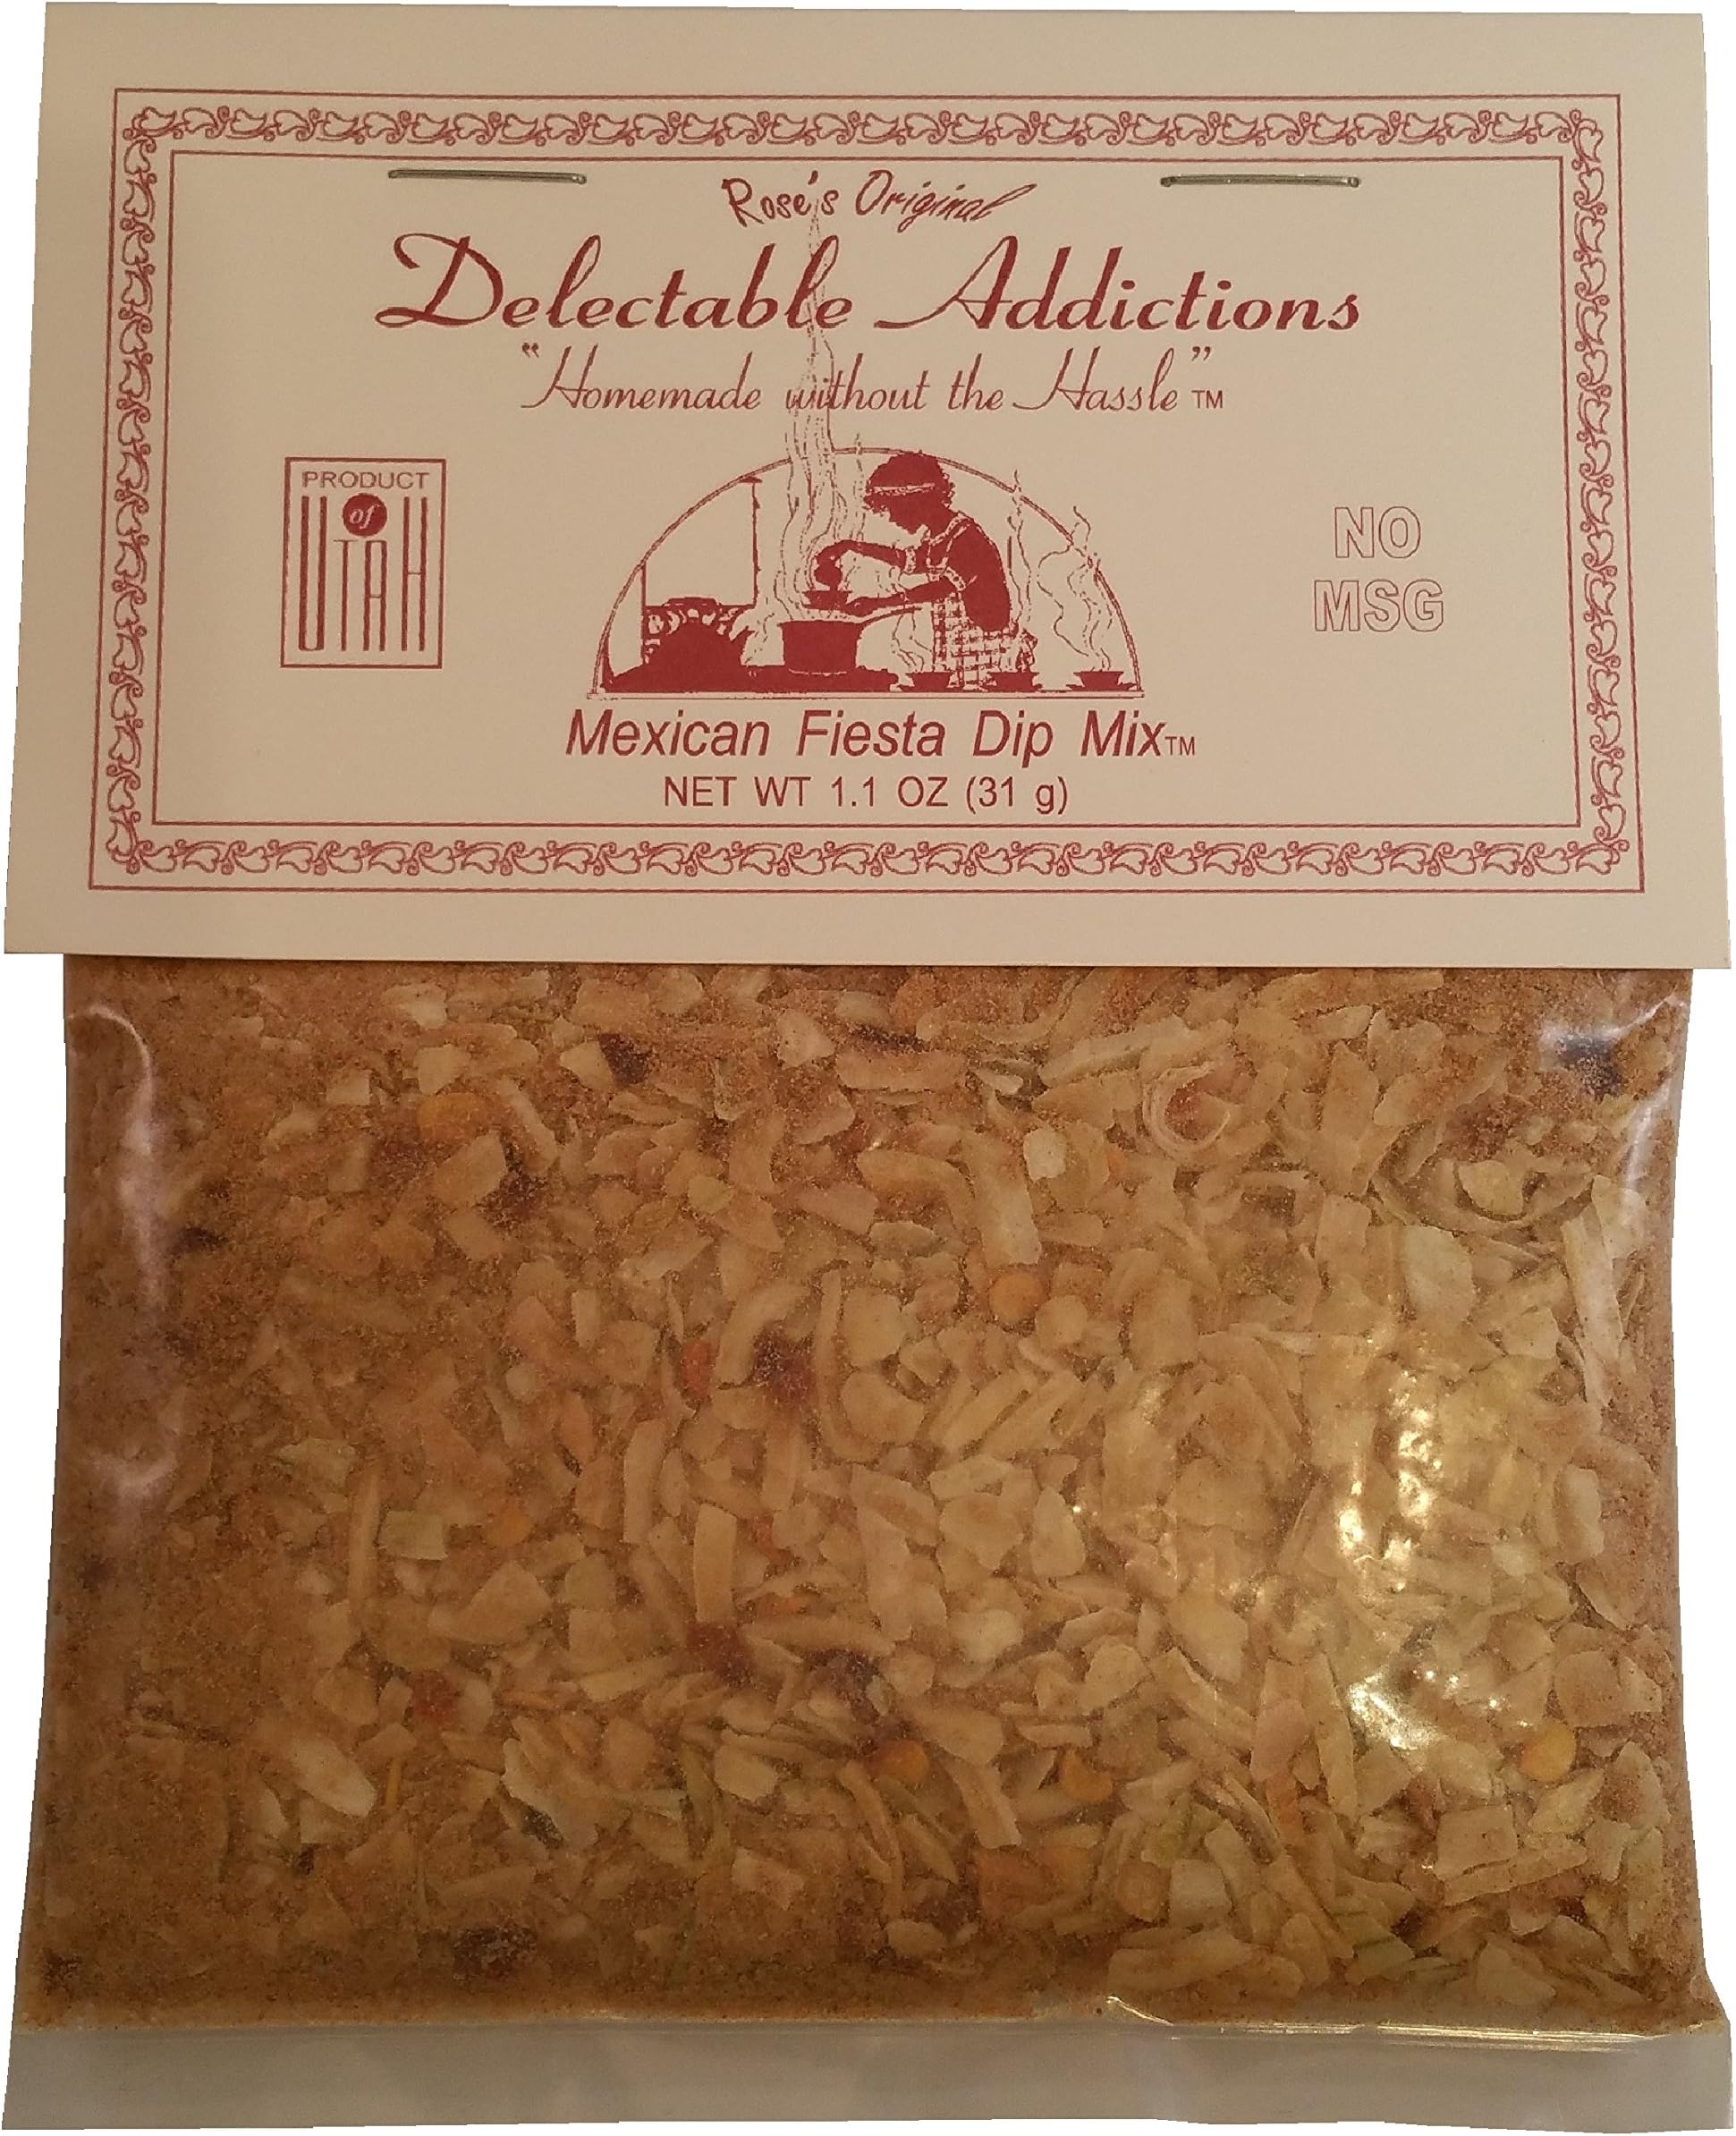 Rose's Original
Delectable Addictions
"Homemade without the Hassle"™
PRODUCT
of
UTAH
NO
MSG
Mexican Fiesta Dip Mix™
NET WT 1.1 OZ (31 g)